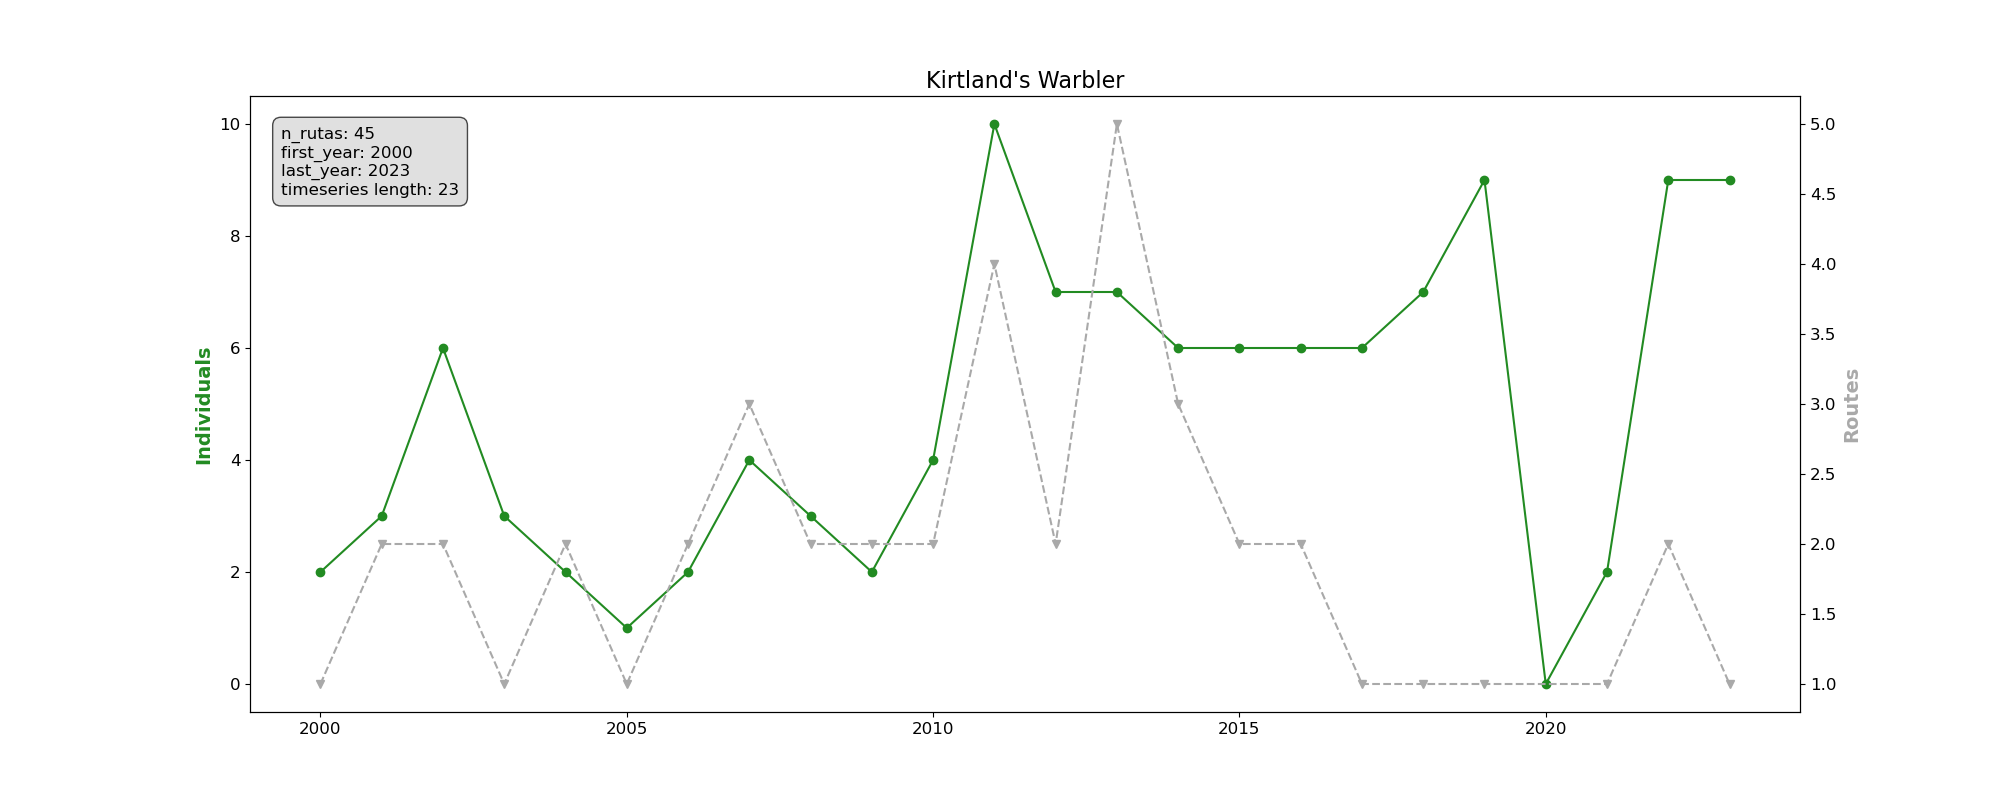 Kirtland's Warbler
n_rutas: 45
first_year: 2000
last_year: 2023
timeseries length: 23
10
8
6
4
2
0
Individuals
5.0
4.5
4.0
3.5
3.0
2.5
2.0
1.5
1.0
Routes
2000 2005 2010 2015 2020